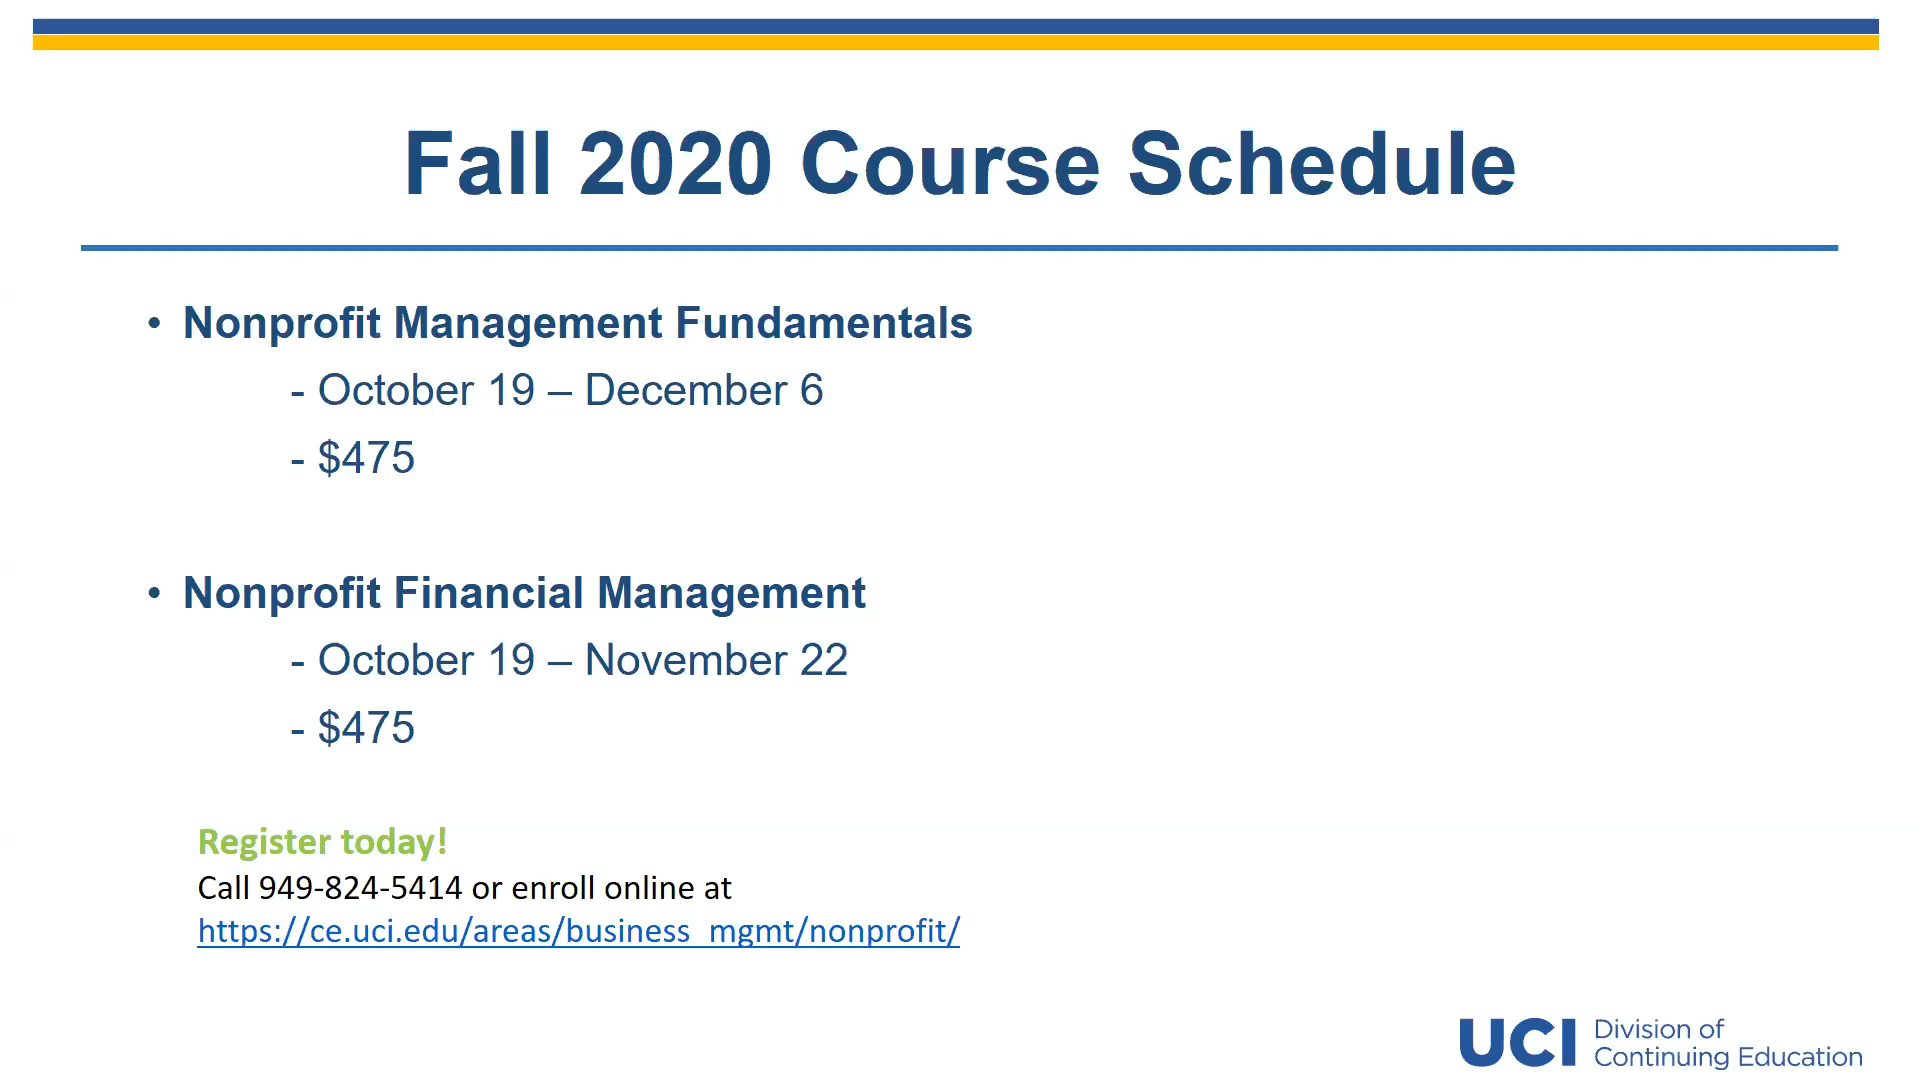 Fall 2020 Course Schedule
• Nonprofit Management Fundamentals
- October 19 – December 6
- $475
• Nonprofit Financial Management
- October 19 – November 22
- $475
Register today!
Call 949-824-5414 or enroll online at
https://ce.uci.edu/areas/business_mgmt/nonprofit/
UCI Division of
Continuing Education